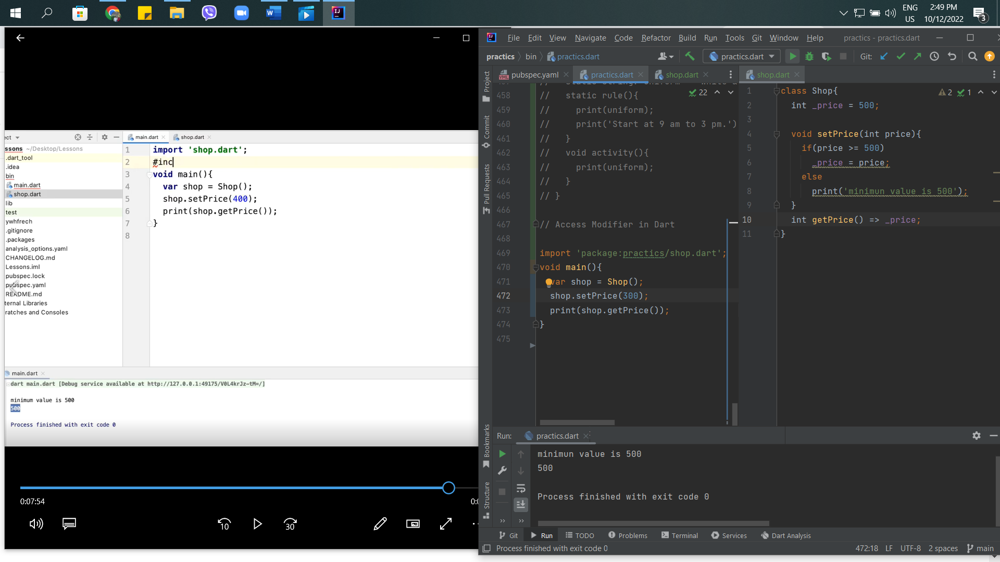 ENG
US
2:49 PM
10/12/2022
3
ect
main.dart
shop.dart
ssons ~/Desktop/Lessons
.dart_tool
.idea
bin
main.dart
shop.dart
lib
test
ywhfrech
.gitignore
.packages
analysis_options.yaml
CHANGELOG.md
Lessons.iml
pubspec.lock
pubspec.yaml
README.md
ternal Libraries
ratches and Consoles
1 import 'shop.dart';
2 #inc
3 void main(){
4 var shop = Shop();
5 shop.setPrice(400);
6 print(shop.getPrice());
7 }
8
main.dart
dart main.dart [Debug service available at http://127.0.0.1:49175/V0L4krJz-tM=/]
minimum value is 500
500
Process finished with exit code 0
0:07:54
0:0
10
30
File Edit View Navigate Code Refactor Build Run Tools Git Window Help practics - practics.dart
practics bin practics.dart
practics.dart
Git:
Project
Commit
Pull Requests
Bookmarks
Structure
pubspec.yaml
practics.dart
shop.dart
22
458 // static rule(){
459 // print(uniform);
460 // print('Start at 9 am to 3 pm.')
461 // }
462 // void activity(){
463 // print(uniform);
464 // }
465 // }
466
467 // Access Modifier in Dart
468
469 import 'package:practics/shop.dart';
470 void main(){
471 var shop = Shop();
472 shop.setPrice(300);
473 print(shop.getPrice());
474 }
475
shop.dart
2 1
1 class Shop{
2 int _price = 500;
3
4 void setPrice(int price){
5 if(price >= 500)
6 _price = price;
7 else
8 print('minimun value is 500');
9 }
10 int getPrice() => _price;
11 }
Run: practics.dart
minimun value is 500
500
Process finished with exit code 0
Git Run TODO Problems Terminal Services Dart Analysis
Process finished with exit code 0
472:18 LF UTF-8 2 spaces main